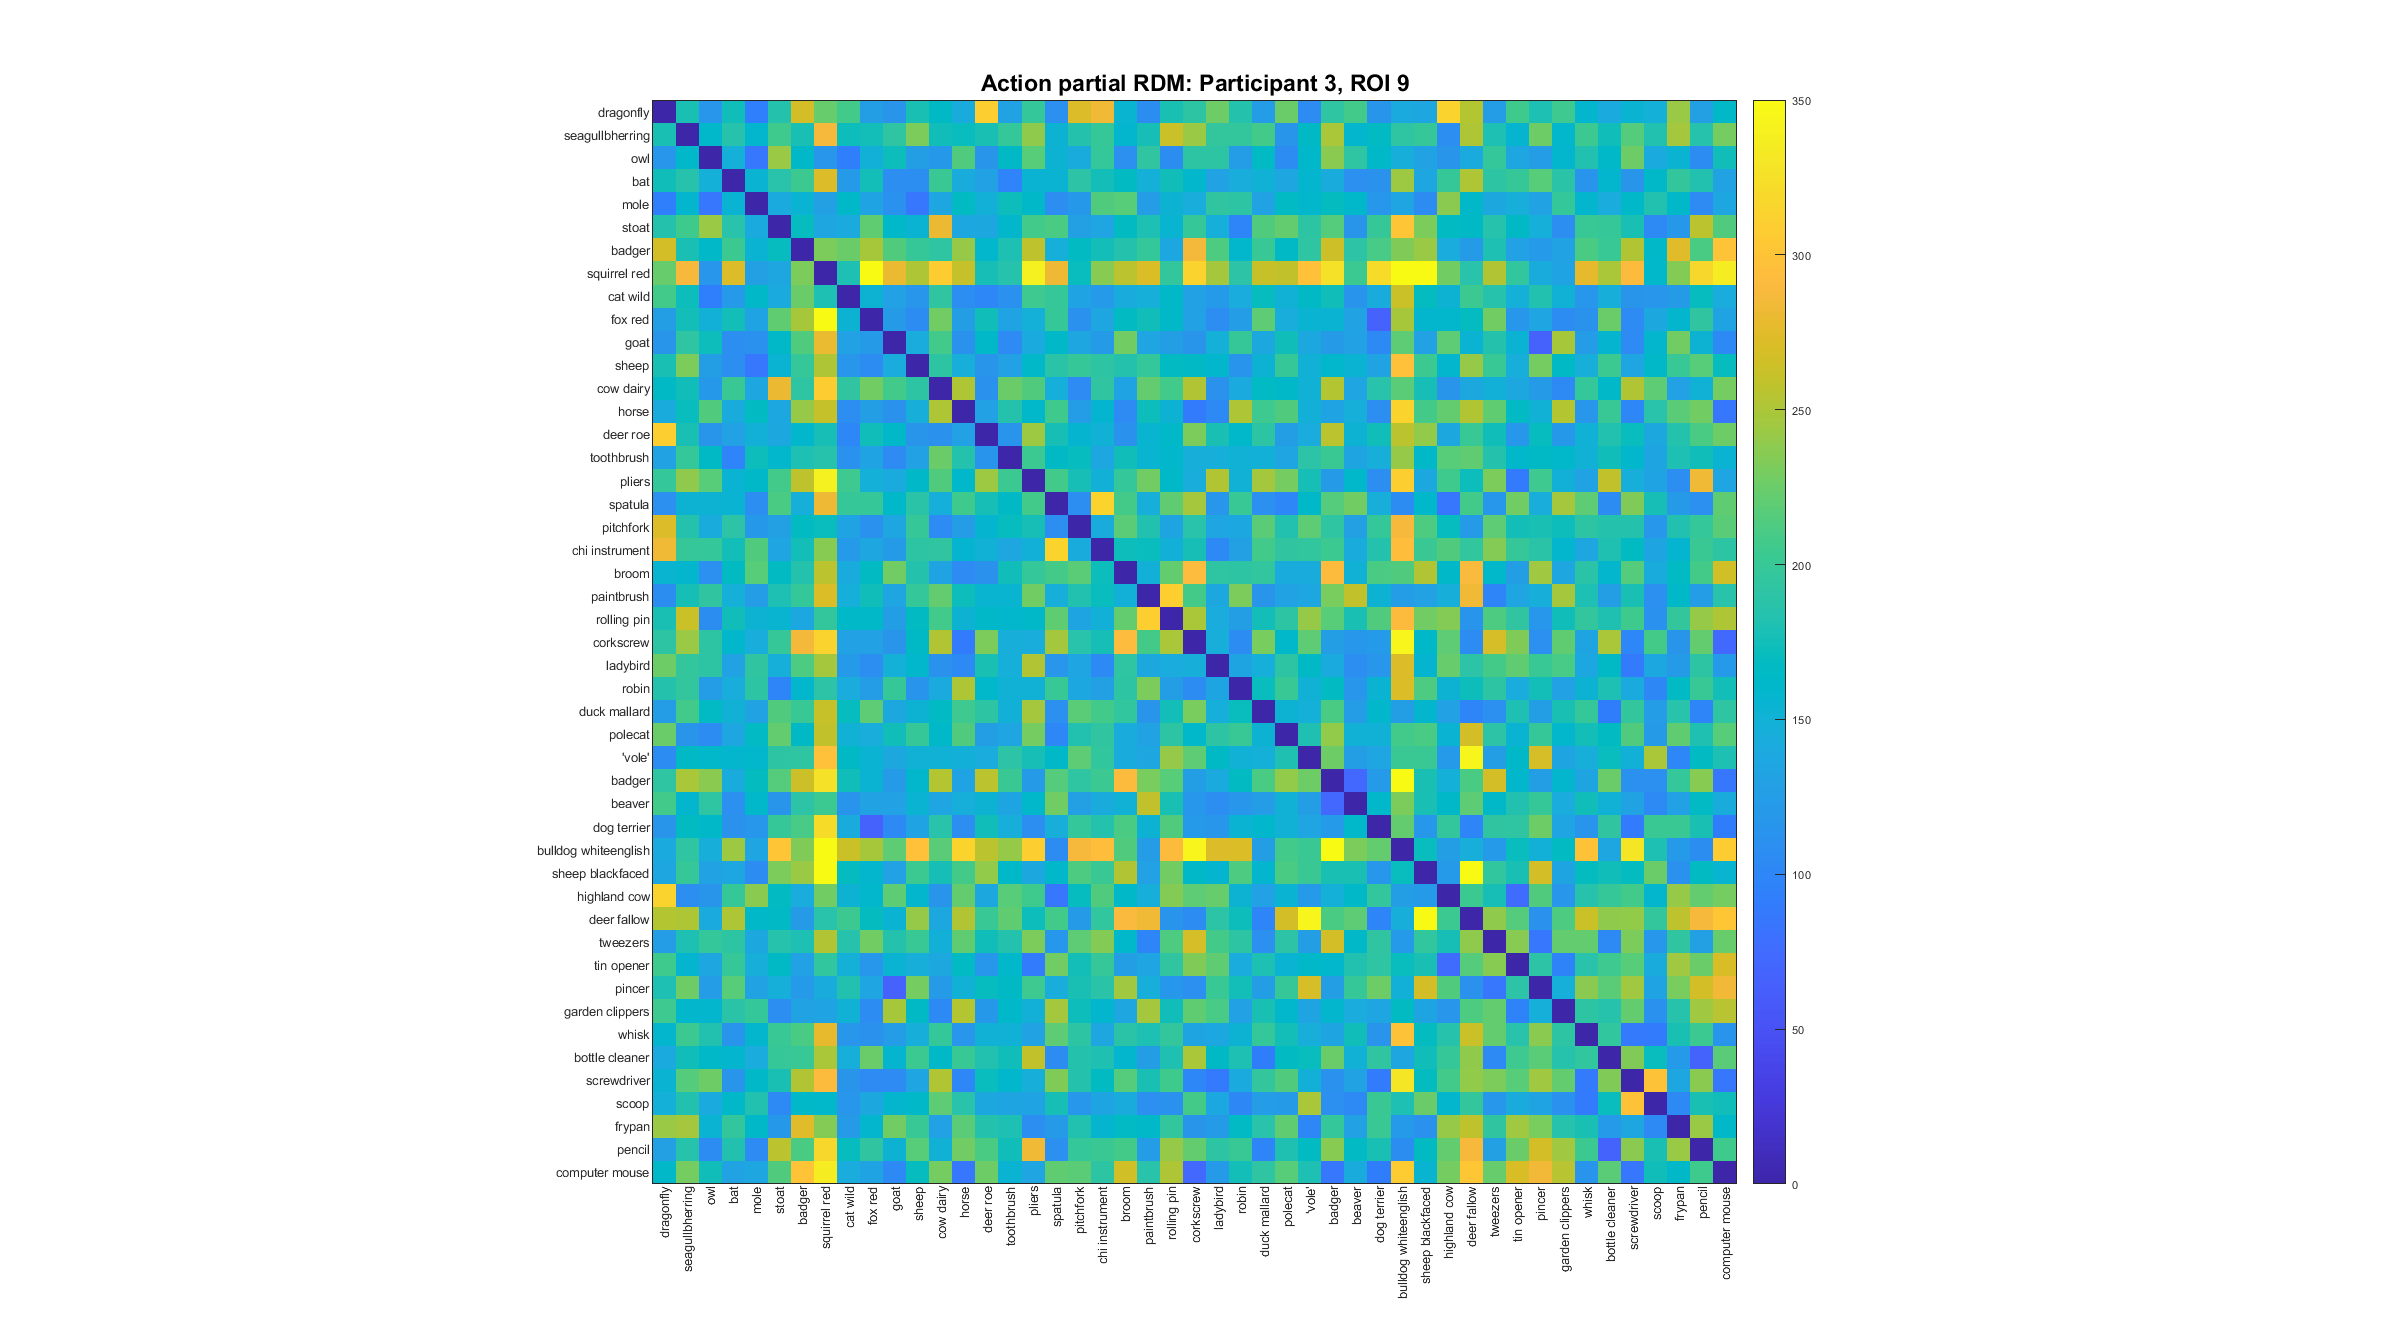 Action partial RDM: Participant 3, ROI 9
dragonfly
seagullbherring
owl
bat
mole
stoat
badger
squirrel red
cat wild
fox red
goat
sheep
cow dairy
horse
deer roe
toothbrush
pliers
spatula
pitchfork
chi instrument
broom
paintbrush
rolling pin
corkscrew
ladybird
robin
duck mallard
polecat
'vole'
badger
beaver
dog terrier
bulldog whiteenglish
sheep blackfaced
highland cow
deer fallow
tweezers
tin opener
pincer
garden clippers
whisk
bottle cleaner
screwdriver
scoop
frypan
pencil
computer mouse
dragonfly
seagullbherring
owl
bat
mole
stoat
badger
squirrel red
cat wild
fox red
goat
sheep
cow dairy
horse
deer roe
toothbrush
pliers
spatula
pitchfork
chi instrument
broom
paintbrush
rolling pin
corkscrew
ladybird
robin
duck mallard
polecat
'vole'
badger
beaver
dog terrier
bulldog whiteenglish
sheep blackfaced
highland cow
deer fallow
tweezers
tin opener
pincer
garden clippers
whisk
bottle cleaner
screwdriver
scoop
frypan
pencil
computer mouse
350
300
250
200
150
100
50
0